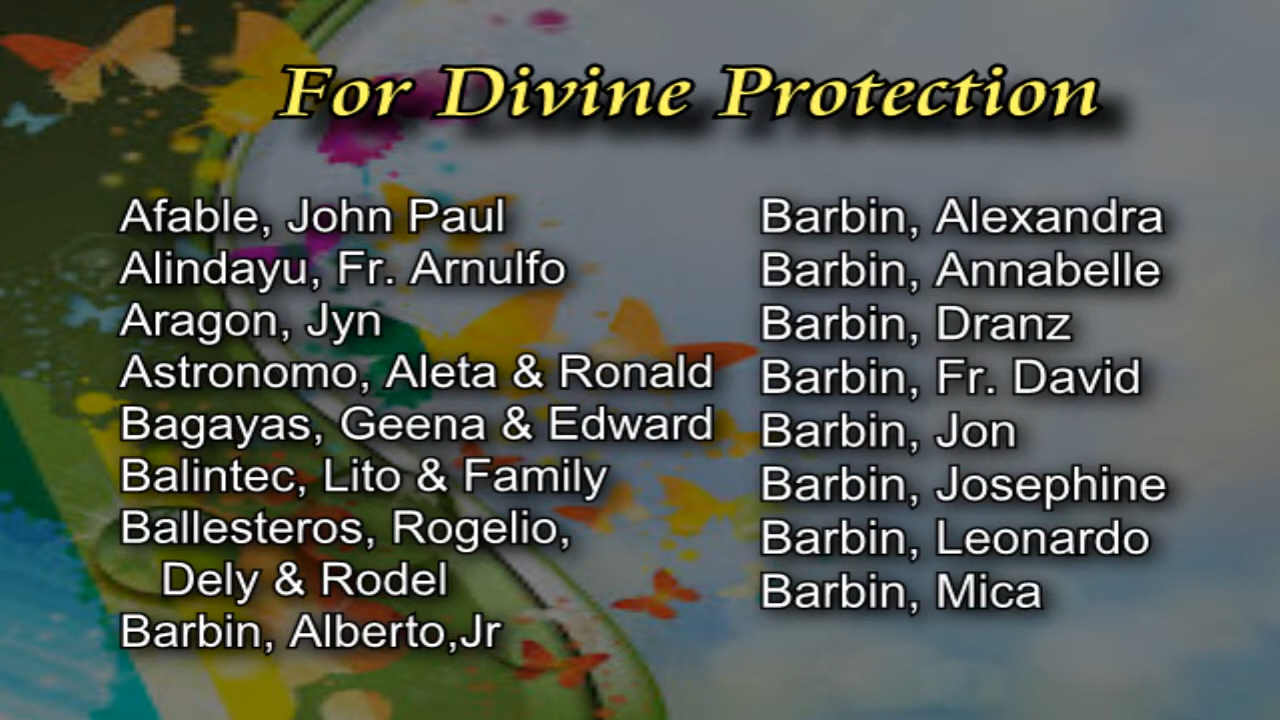 For Divine Protection
Afable, John Paul
Alindayu, Fr. Arnulfo
Aragon, Jyn
Astronomo, Aleta & Ronald
Bagayas, Geena & Edward
Balintec, Lito & Family
Ballesteros, Rogelio,
Dely & Rodel
Barbin, Alberto,Jr
Barbin, Alexandra
Barbin, Annabelle
Barbin, Dranz
Barbin, Fr. David
Barbin, Jon
Barbin, Josephine
Barbin, Leonardo
Barbin, Mica